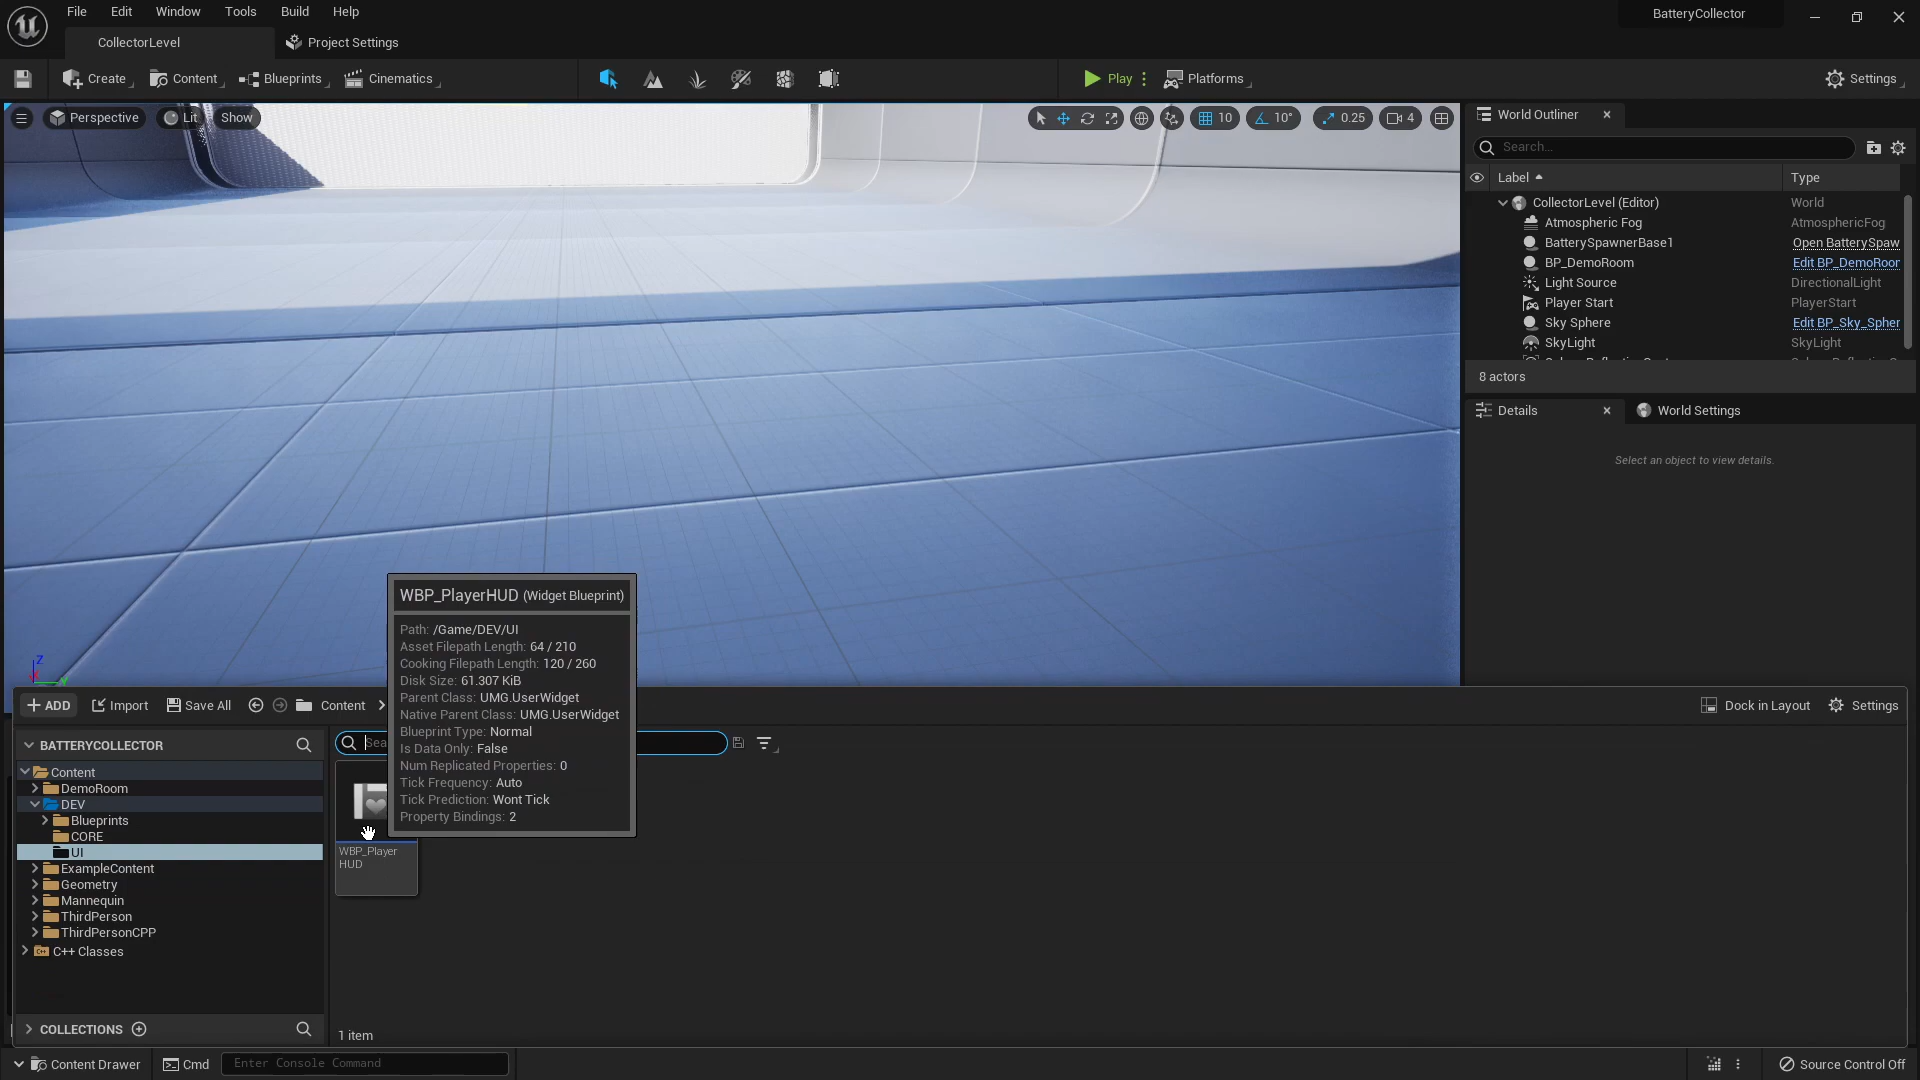 File Edit Window Tools Build Help
BatteryCollector
CollectorLevel
Project Settings
Create Content Blueprints Cinematics
Play Platforms
Settings
Perspective Lit Show
10 10° 0.25 4
World Outliner
Search...
Label Type
CollectorLevel (Editor) World
Atmospheric Fog AtmosphericFog
BatterySpawnerBase1 Open BatterySpaw
BP_DemoRoom Edit BP_DemoRoor
Light Source DirectionalLight
Player Start PlayerStart
Sky Sphere Edit BP_Sky_Spher
SkyLight SkyLight
8 actors
Details World Settings
Select an object to view details.
WBP_PlayerHUD (Widget Blueprint)
Path: /Game/DEV/UI
Asset Filepath Length: 64 / 210
Cooking Filepath Length: 120 / 260
Disk Size: 61.307 KiB
Parent Class: UMG.UserWidget
Native Parent Class: UMG.UserWidget
Blueprint Type: Normal
Is Data Only: False
Num Replicated Properties: 0
Tick Frequency: Auto
Tick Prediction: Wont Tick
Property Bindings: 2
Z
ADD Import Save All Content
Dock in Layout Settings
BATTERYCOLLECTOR
Content
DemoRoom
DEV
Blueprints
CORE
UI
ExampleContent
Geometry
Mannequin
ThirdPerson
ThirdPersonCPP
C++ Classes
COLLECTIONS
WBP_Player
HUD
1 item
Content Drawer Cmd Enter Console Command
Source Control Off